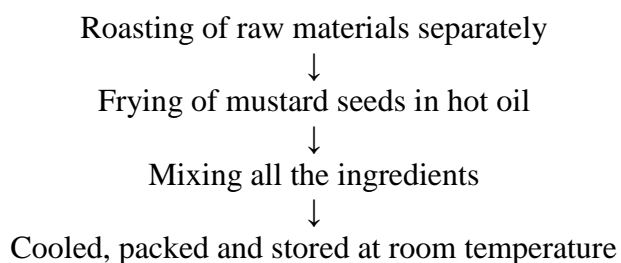 Roasting of raw materials separately
↓
Frying of mustard seeds in hot oil
↓
Mixing all the ingredients
↓
Cooled, packed and stored at room temperature